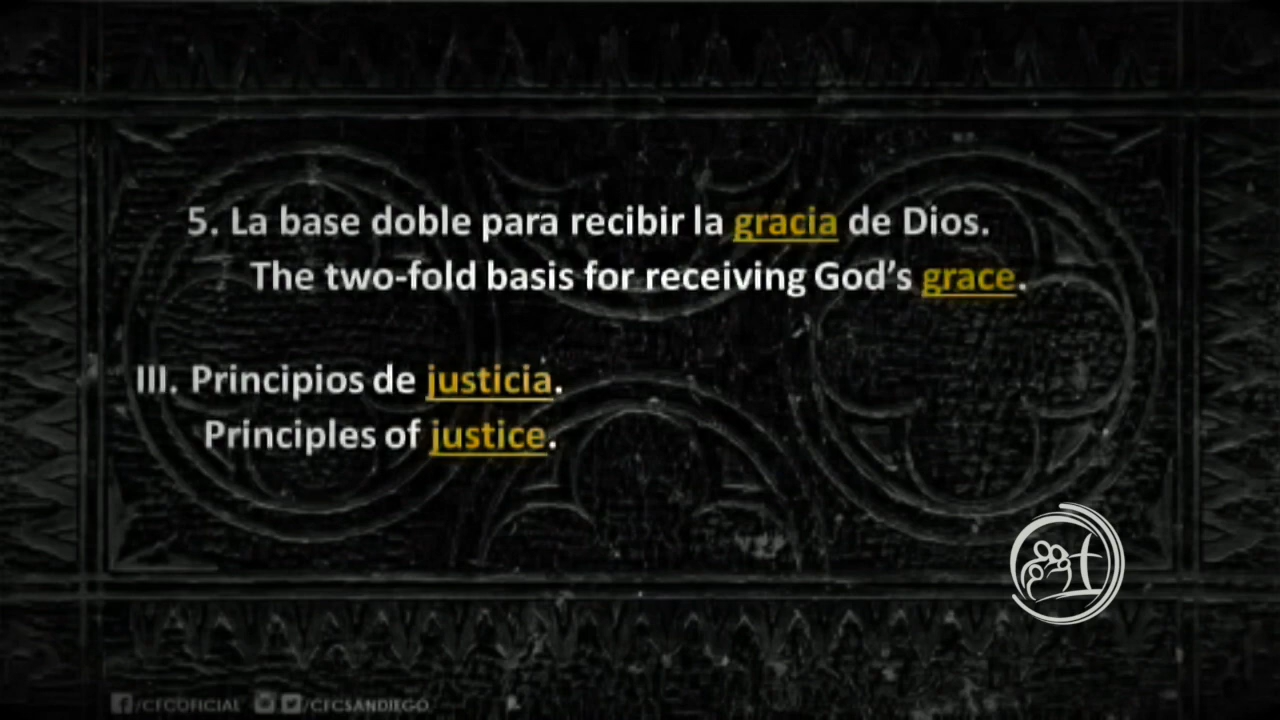 5. La base doble para recibir la gracia de Dios.
The two-fold basis for receiving God’s grace.
III. Principios de justicia.
Principles of justice.
/CFCOFICIAL /CFCSANDIEGO